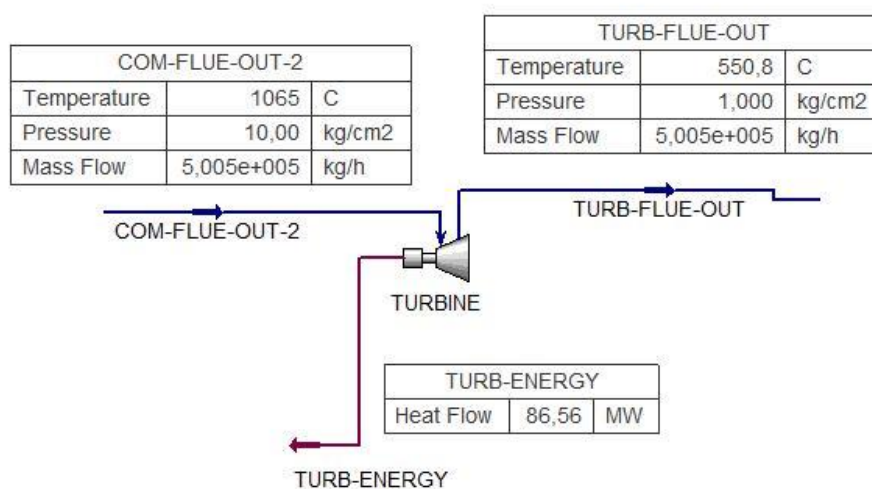 COM-FLUE-OUT-2
Temperature 1065 C
Pressure 10,00 kg/cm2
Mass Flow 5,005e+005 kg/h
TURB-FLUE-OUT
Temperature 550,8 C
Pressure 1,000 kg/cm2
Mass Flow 5,005e+005 kg/h
COM-FLUE-OUT-2
TURB-FLUE-OUT
TURBINE
TURB-ENERGY
Heat Flow 86,56 MW
TURB-ENERGY